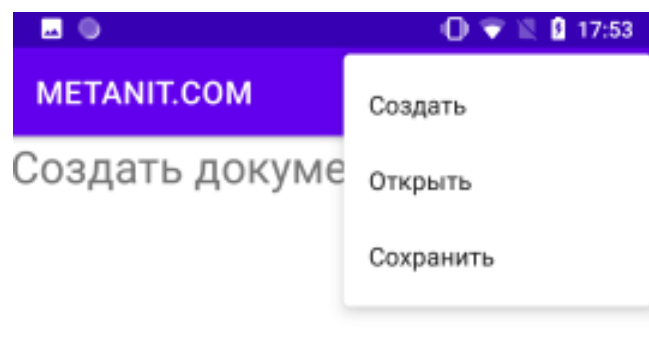 17:53
METANIT.COM
Создать
Создать докуме
Открыть
Сохранить